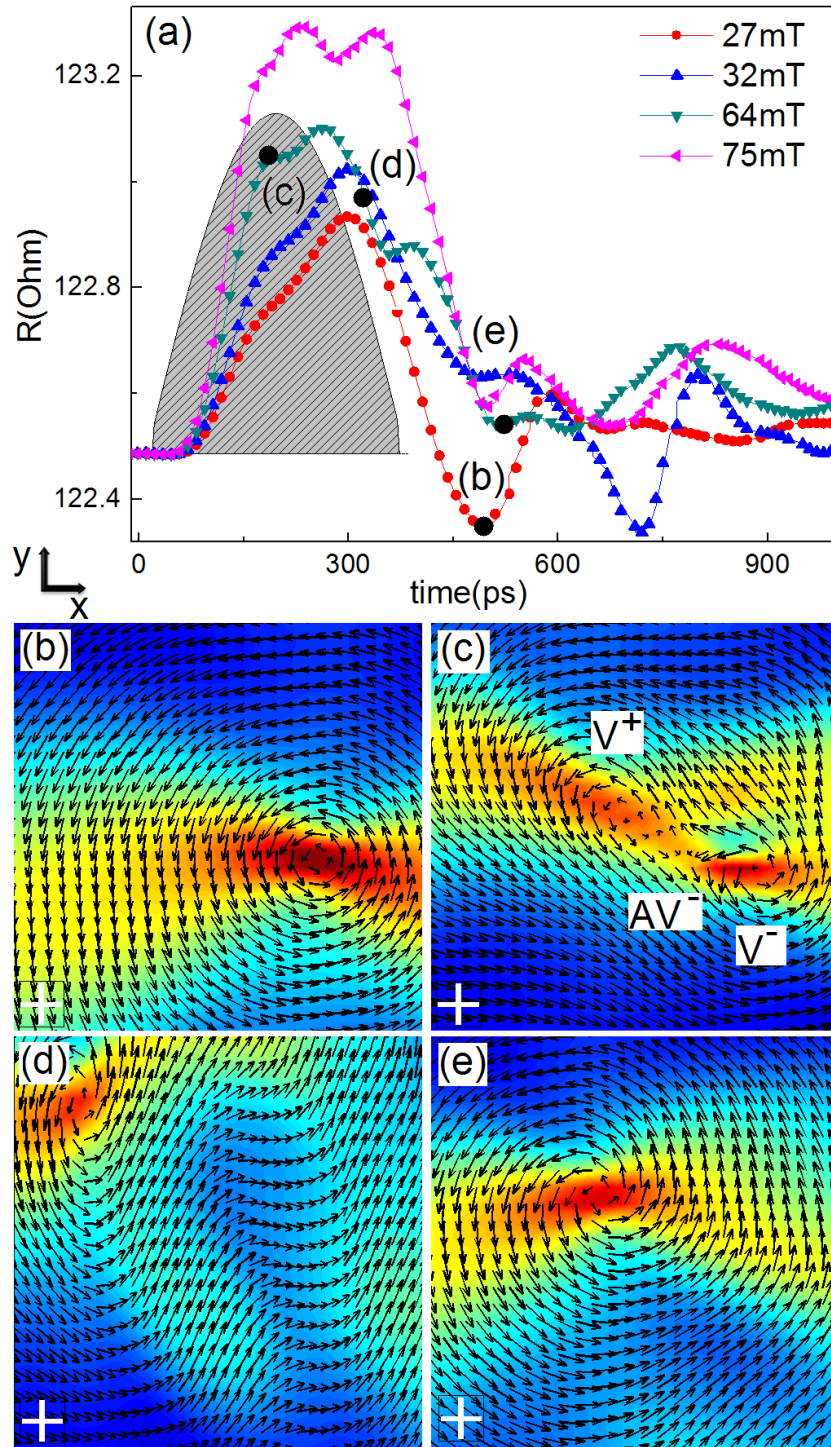 (a)
27mT
32mT
64mT
75mT
123.2
122.8
122.4
R(Ohm)
(c)
(d)
(e)
(b)
0
300
600
900
time(ps)
y
x
(b)
(c)
V⁺
AV⁻
V⁻
(d)
(e)